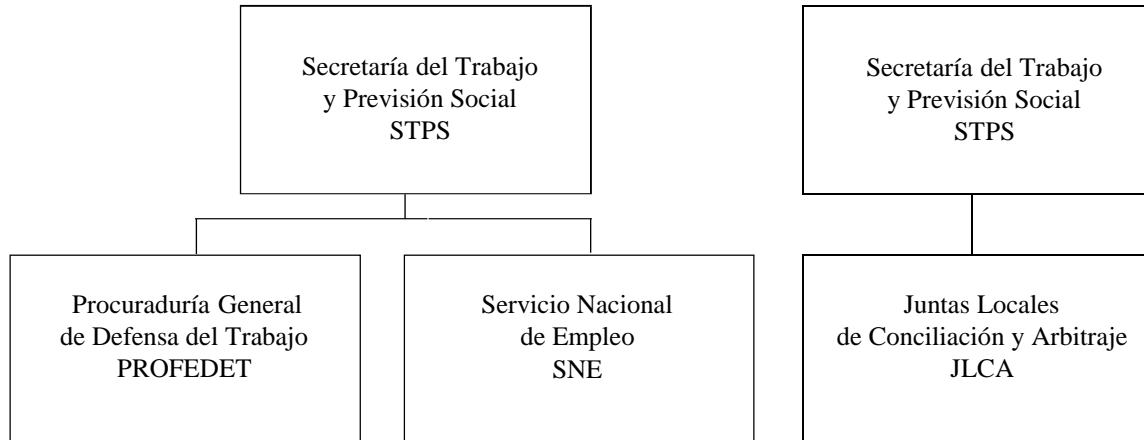 Secretaría del Trabajo
y Previsión Social
STPS
Secretaría del Trabajo
y Previsión Social
STPS
Procuraduría General
de Defensa del Trabajo
PROFEDET
Servicio Nacional
de Empleo
SNE
Juntas Locales
de Conciliación y Arbitraje
JLCA